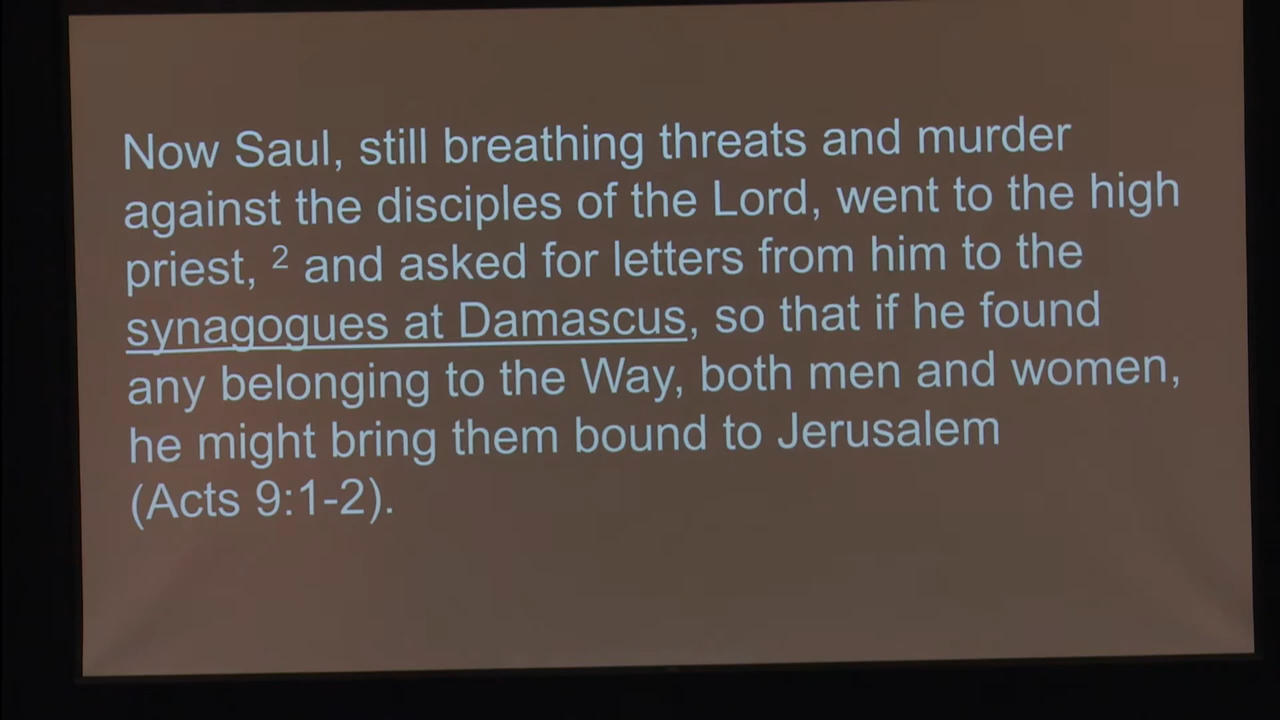 Now Saul, still breathing threats and murder
against the disciples of the Lord, went to the high
priest, 2 and asked for letters from him to the
synagogues at Damascus, so that if he found
any belonging to the Way, both men and women,
he might bring them bound to Jerusalem
(Acts 9:1-2).